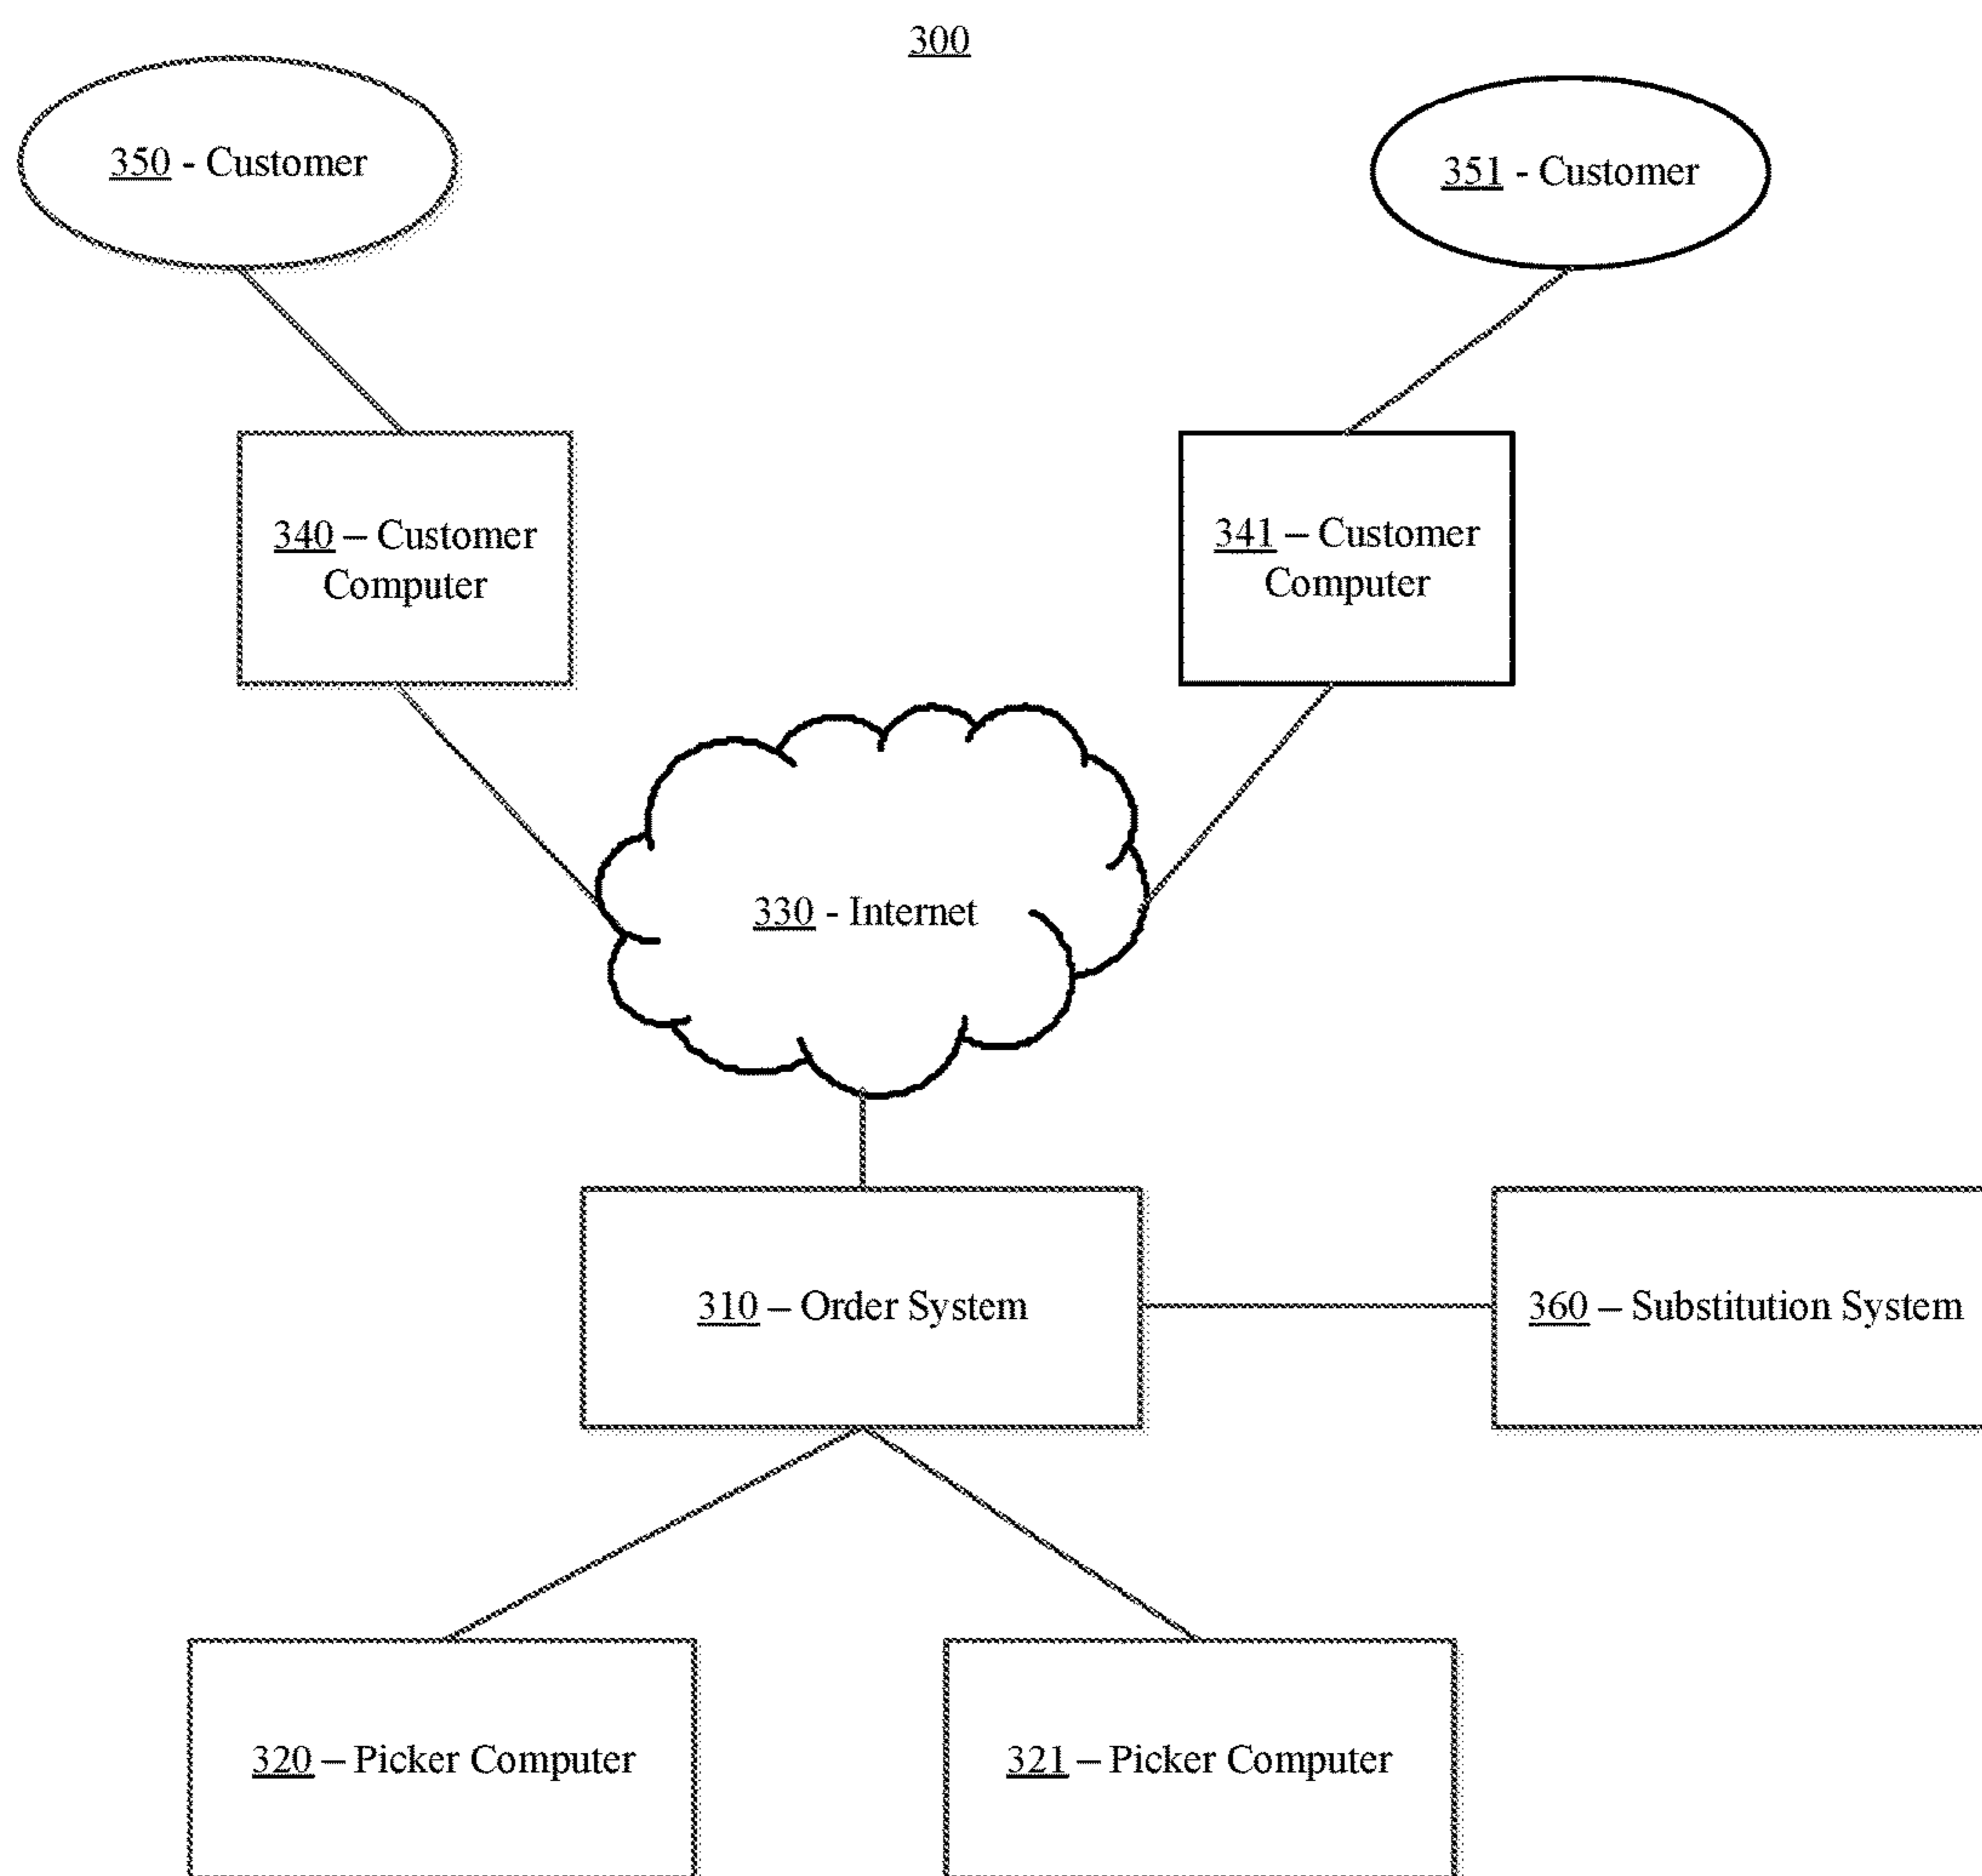 300
350 - Customer
351 - Customer
340 – Customer
Computer
341 – Customer
Computer
330 - Internet
310 – Order System
360 – Substitution System
320 – Picker Computer
321 – Picker Computer